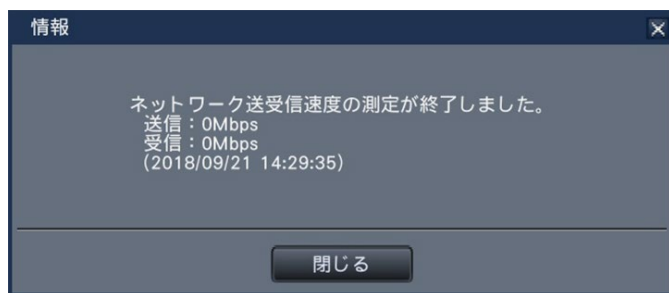 情報
ネットワーク送受信速度の測定が終了しました。
送信：0Mbps
受信：0Mbps
(2018/09/21 14:29:35)
閉じる